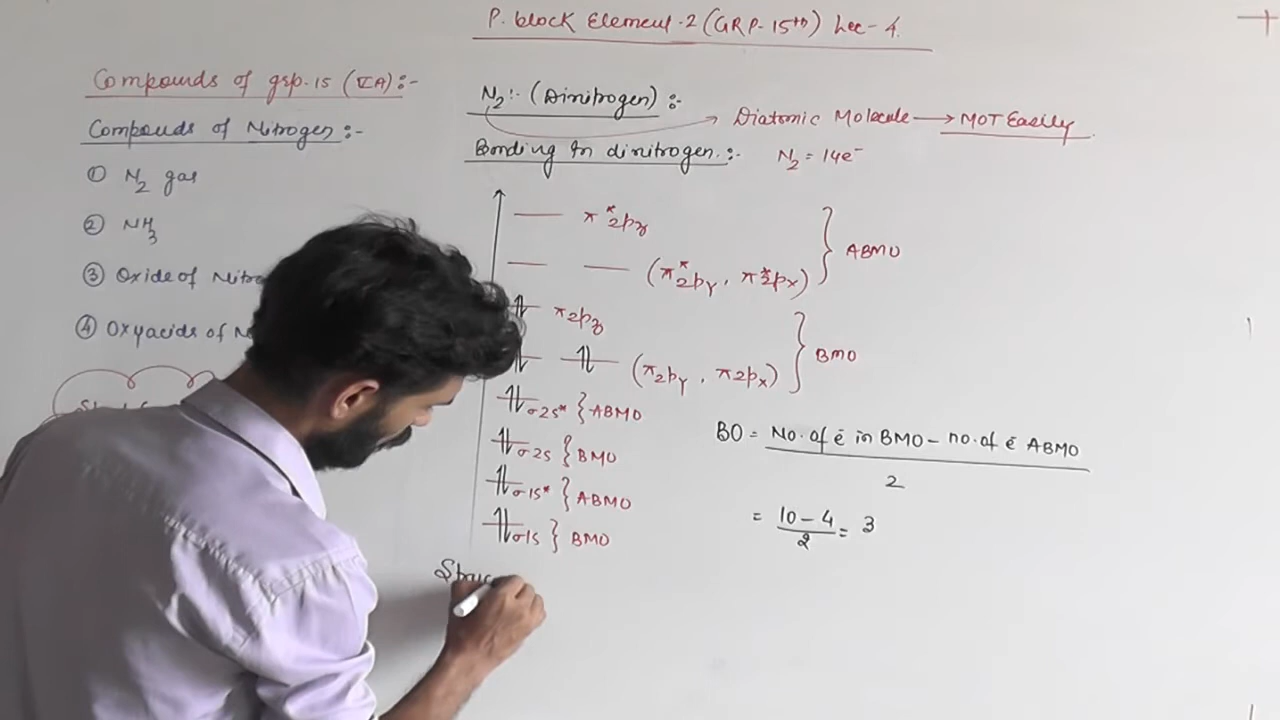 P. block Element-2 (GRP-15th) Lec-4.
Compounds of grp.15 (VA):-
Compouds of Nitrogen:-
① N2 gas
② NH3
③ Oxide of Nitro
④ Oxyacids of N
N2:- (Dinitrogen):-
Diatomic Molecule → NOT Easily
Bonding In dinitrogen:- N2 = 14e-
π*2pz
(π*2py, π*2px) } ABMO
π2pz
(π2py, π2px) } BMO
σ2s* } ABMO
σ2s { BMO
σ1s* } ABMO
σ1s } BMO
BO = No. of ē in BMO - no. of ē ABMO
2
= 10-4 = 3
2
Struc